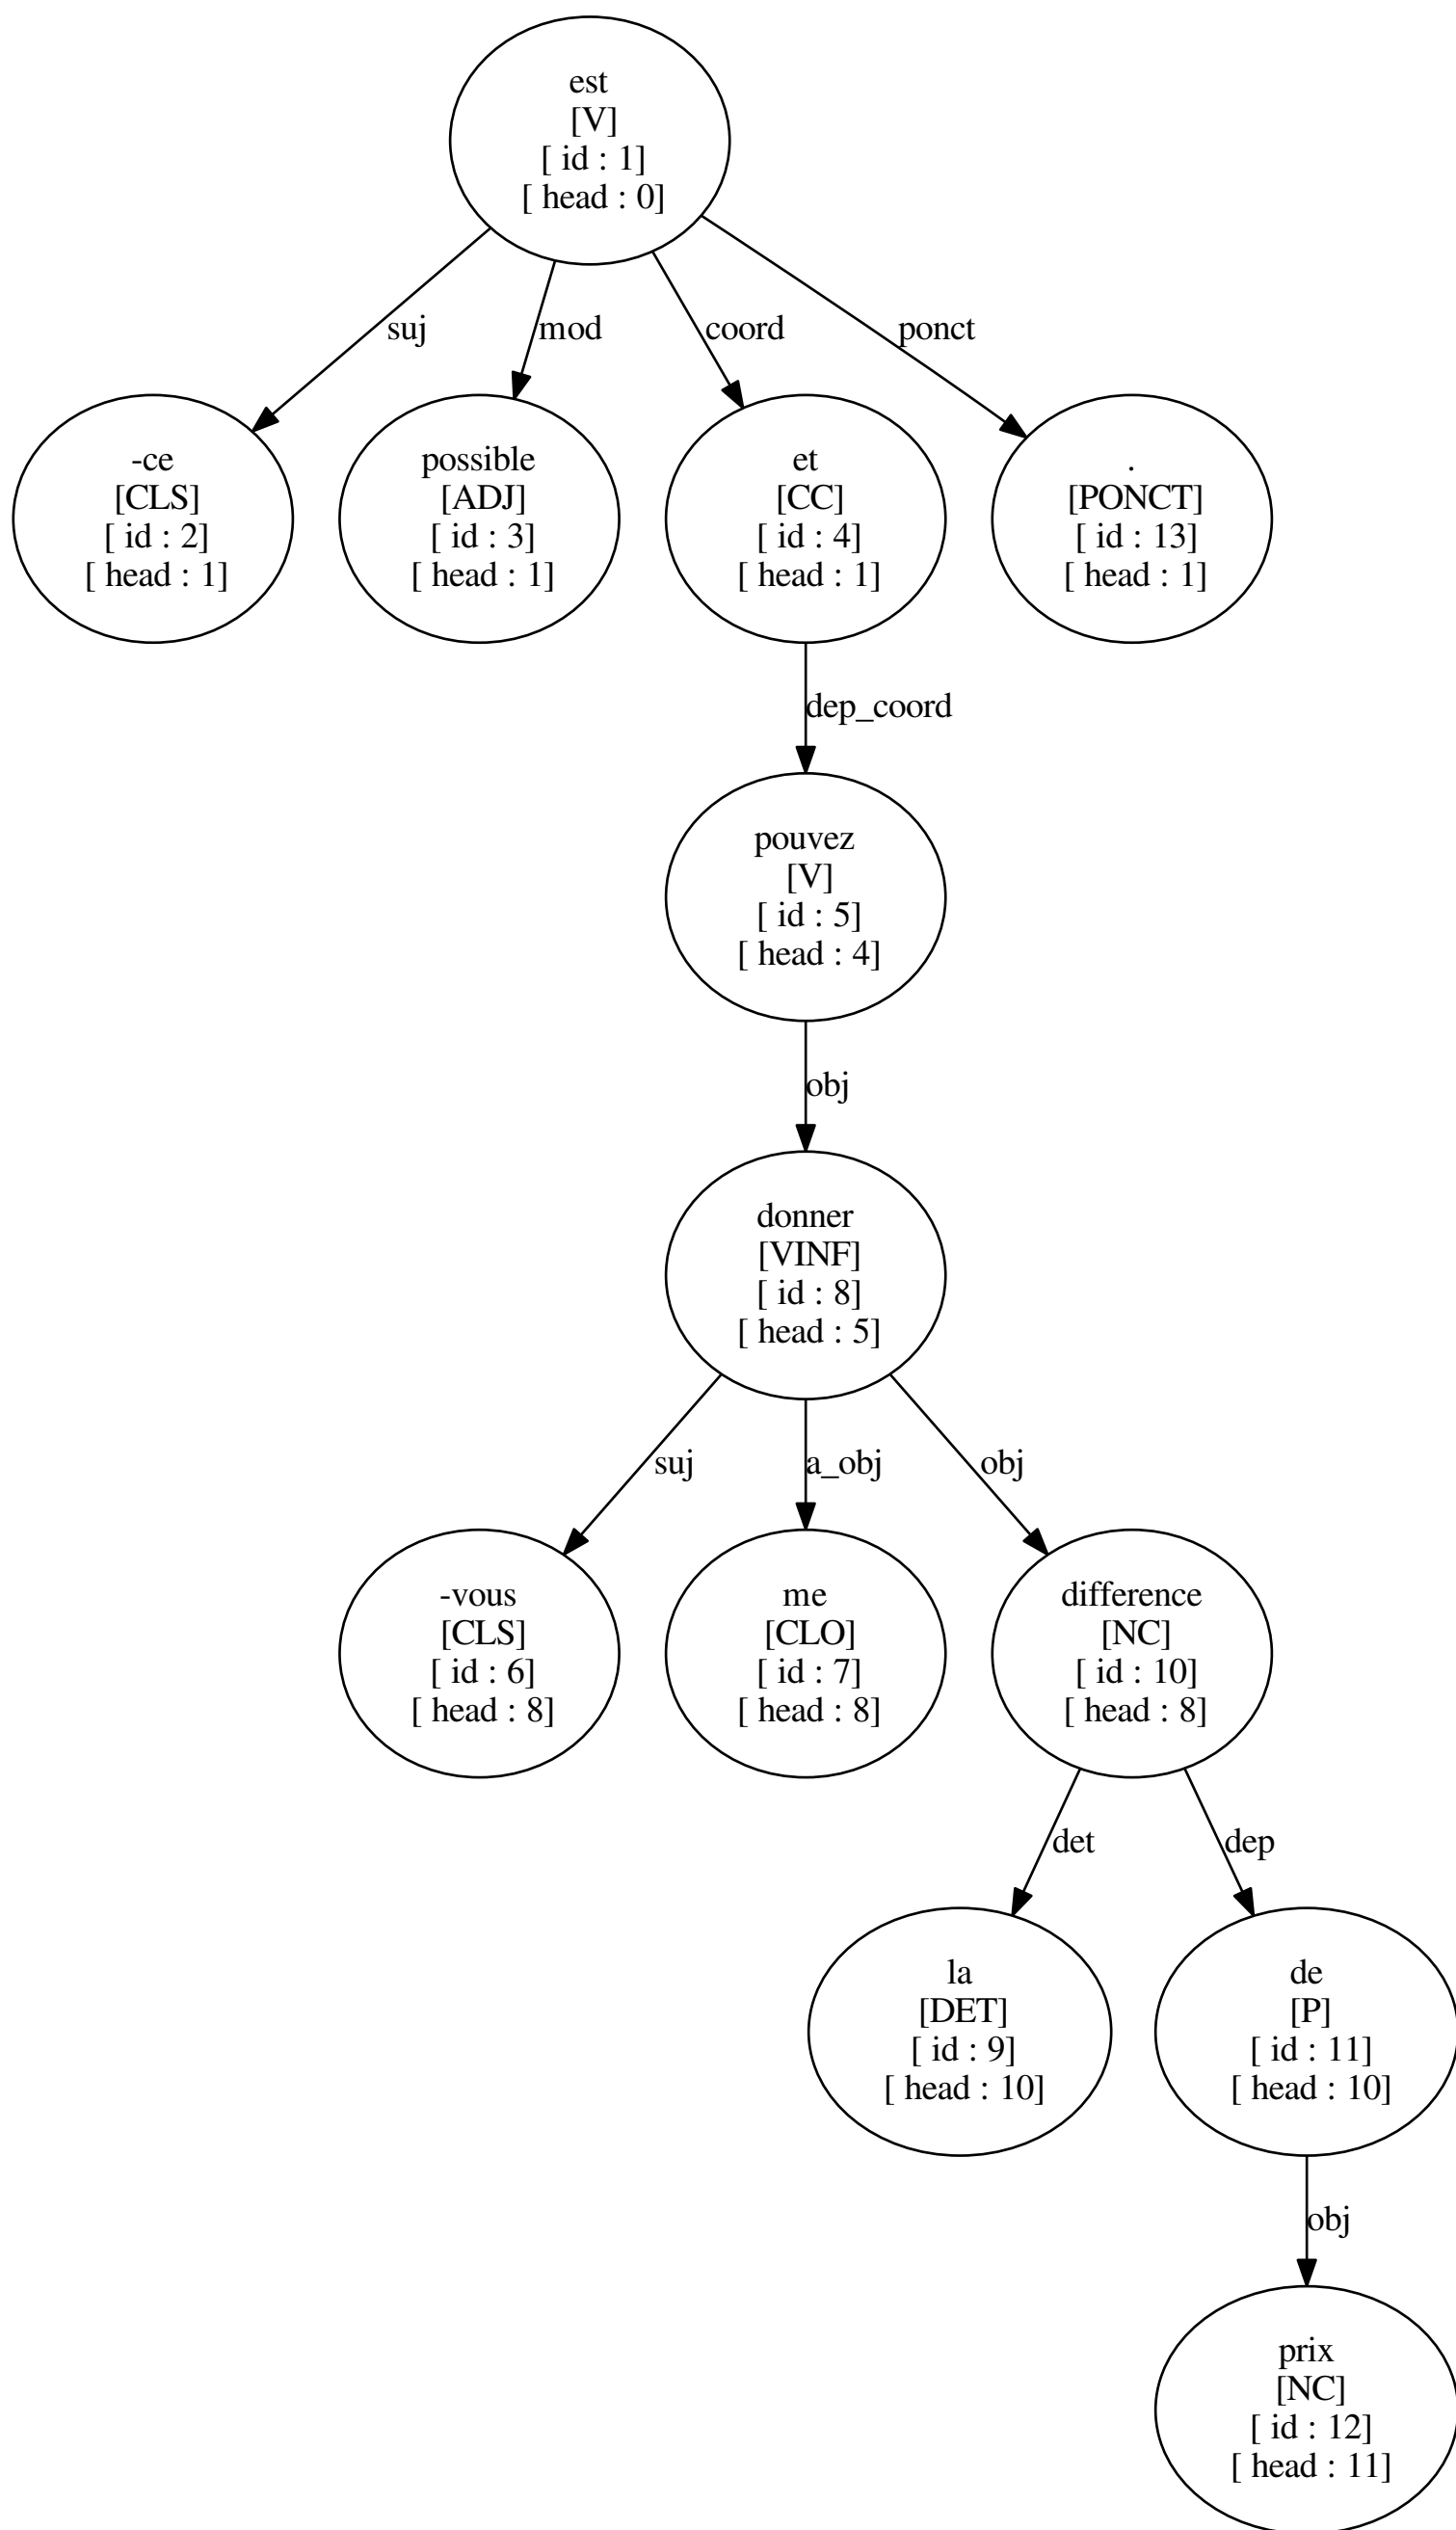 est
[V]
[ id : 1]
[ head : 0]
suj
mod
coord
ponct
-ce
[CLS]
[ id : 2]
[ head : 1]
possible
[ADJ]
[ id : 3]
[ head : 1]
et
[CC]
[ id : 4]
[ head : 1]
.
[PONCT]
[ id : 13]
[ head : 1]
dep_coord
pouvez
[V]
[ id : 5]
[ head : 4]
obj
donner
[VINF]
[ id : 8]
[ head : 5]
suj
a_obj
obj
-vous
[CLS]
[ id : 6]
[ head : 8]
me
[CLO]
[ id : 7]
[ head : 8]
difference
[NC]
[ id : 10]
[ head : 8]
det
dep
la
[DET]
[ id : 9]
[ head : 10]
de
[P]
[ id : 11]
[ head : 10]
obj
prix
[NC]
[ id : 12]
[ head : 11]